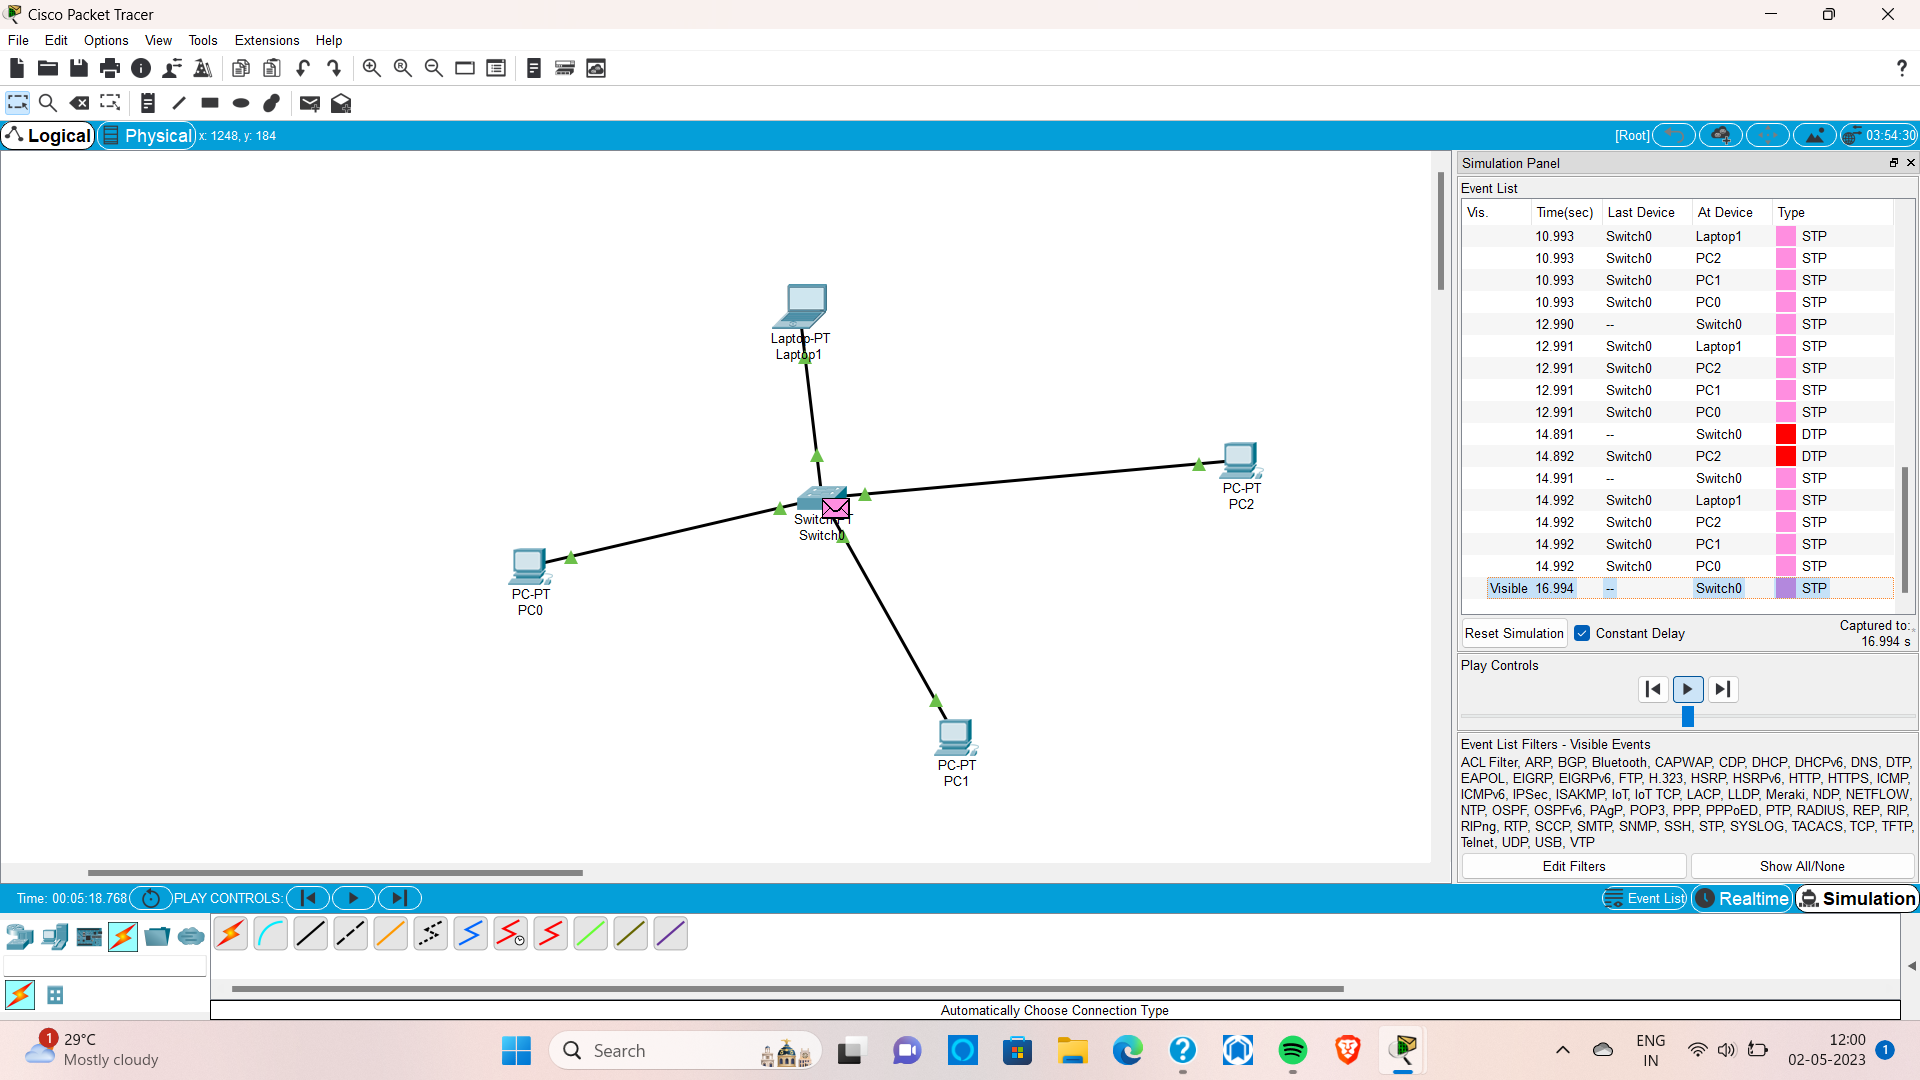 Cisco Packet Tracer
File Edit Options View Tools Extensions Help
Logical Physical x: 1248, y: 184 [Root] 03:54:30
Simulation Panel
Event List
Vis. Time(sec) Last Device At Device Type
10.993 Switch0 Laptop1 STP
10.993 Switch0 PC2 STP
10.993 Switch0 PC1 STP
10.993 Switch0 PC0 STP
12.990 -- Switch0 STP
12.991 Switch0 Laptop1 STP
12.991 Switch0 PC2 STP
12.991 Switch0 PC1 STP
12.991 Switch0 PC0 STP
14.891 -- Switch0 DTP
14.892 Switch0 PC2 DTP
14.991 -- Switch0 STP
14.992 Switch0 Laptop1 STP
14.992 Switch0 PC2 STP
14.992 Switch0 PC1 STP
14.992 Switch0 PC0 STP
Visible 16.994 -- Switch0 STP
Reset Simulation Constant Delay Captured to:
16.994 s
Play Controls
Event List Filters - Visible Events
ACL Filter, ARP, BGP, Bluetooth, CAPWAP, CDP, DHCP, DHCPv6, DNS, DTP,
EAPOL, EIGRP, EIGRPv6, FTP, H.323, HSRP, HSRPv6, HTTP, HTTPS, ICMP,
ICMPv6, IPSec, ISAKMP, IoT, IoT TCP, LACP, LLDP, Meraki, NDP, NETFLOW,
NTP, OSPF, OSPFv6, PAgP, POP3, PPP, PPPoED, PTP, RADIUS, REP, RIP,
RIPng, RTP, SCCP, SMTP, SNMP, SSH, STP, SYSLOG, TACACS, TCP, TFTP,
Telnet, UDP, USB, VTP
Edit Filters Show All/None
Laptop-PT
Laptop1
PC-PT
PC2
Switch0
PC-PT
PC0
PC-PT
PC1
Time: 00:05:18.768 PLAY CONTROLS: Event List Realtime Simulation
Automatically Choose Connection Type
1
29°C
Mostly cloudy
Search
ENG
IN
12:00
02-05-2023
1